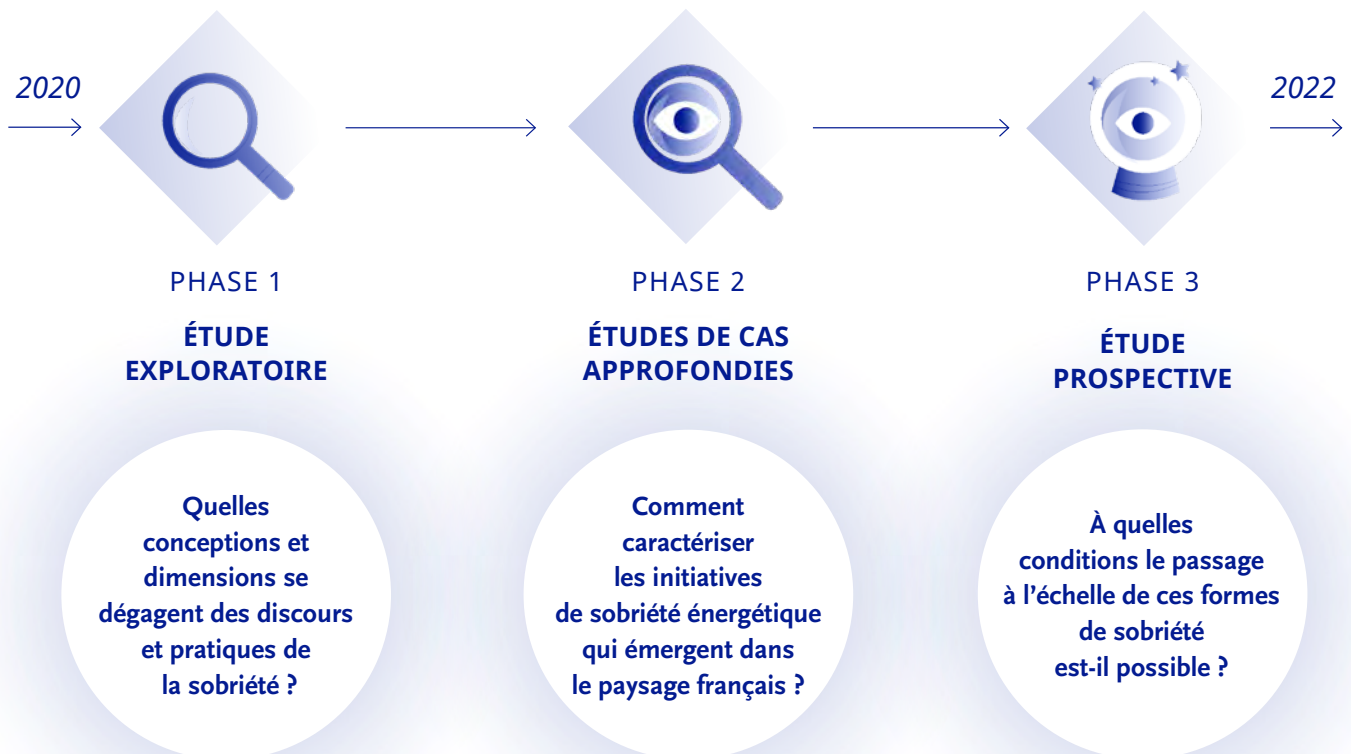 2020
2022
PHASE 1
ÉTUDE
EXPLORATOIRE
Quelles
conceptions et
dimensions se
dégagent des discours
et pratiques de
la sobriété ?
PHASE 2
ÉTUDES DE CAS
APPROFONDIES
Comment
caractériser
les initiatives
de sobriété énergétique
qui émergent dans
le paysage français ?
PHASE 3
ÉTUDE
PROSPECTIVE
À quelles
conditions le passage
à l’échelle de ces formes
de sobriété
est-il possible ?